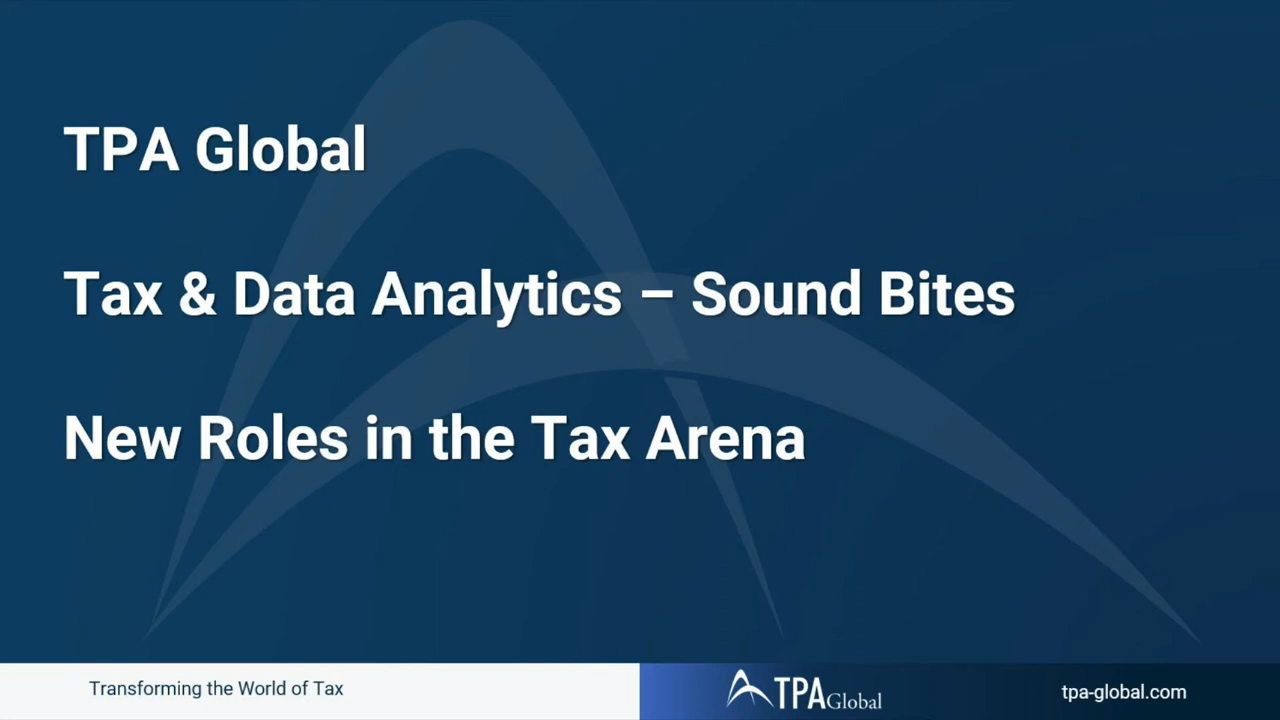 TPA Global
Tax & Data Analytics – Sound Bites
New Roles in the Tax Arena
Transforming the World of Tax
TPA Global
tpa-global.com